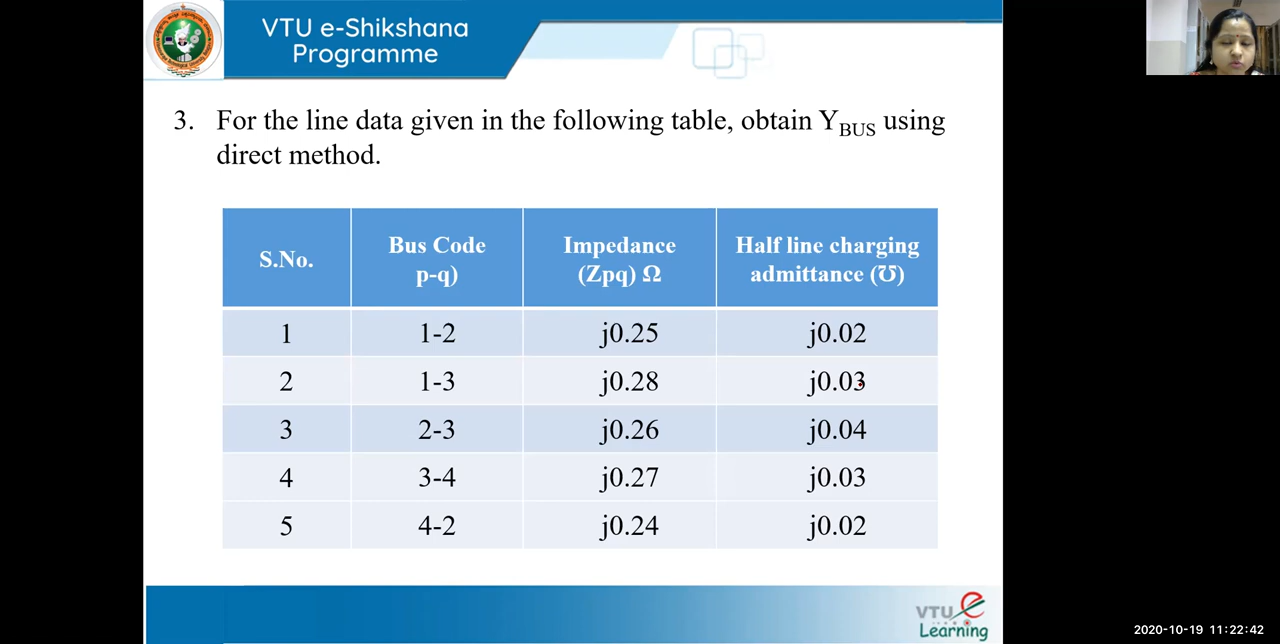 VTU e-Shikshana
Programme
3. For the line data given in the following table, obtain Y_BUS using
direct method.
S.No. Bus Code p-q) Impedance (Zpq) Ω Half line charging admittance (℧)
1 1-2 j0.25 j0.02
2 1-3 j0.28 j0.03
3 2-3 j0.26 j0.04
4 3-4 j0.27 j0.03
5 4-2 j0.24 j0.02
VTU e
Learning
2020-10-19 11:22:42